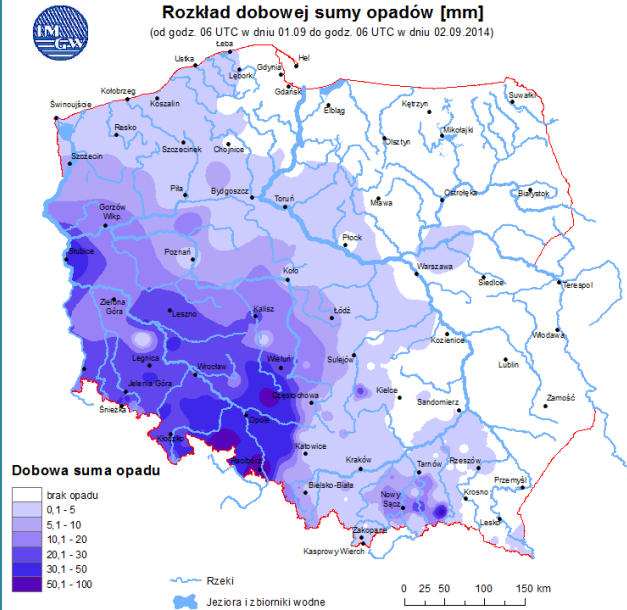 IM
GW
Rozkład dobowej sumy opadów [mm]
(od godz. 06 UTC w dniu 01.09 do godz. 06 UTC w dniu 02.09.2014)
Łeba
Ustka
Hel
Gdynia
Lębork
Gdańsk
Kołobrzeg
Koszalin
Świnoujście
Elbląg
Kętrzyn
Suwałki
Resko
Mikołajki
Olsztyn
Szczecinek
Chojnice
Szczecin
Piła
Bydgoszcz
Toruń
Mława
Ostrołęka
Białystok
Gorzów
Wlkp.
Płock
Słubice
Poznań
Koło
Warszawa
Siedlce
Terespol
Zielona
Góra
Leszno
Kalisz
Łódź
Kozienice
Włodawa
Legnica
Wrocław
Wieluń
Sulejów
Lublin
Jelenia Góra
Częstochowa
Kielce
Sandomierz
Zamość
Śnieżka
Opole
Kłodzko
Katowice
Racibórz
Kraków
Tarnów
Rzeszów
Przemyśl
Bielsko-Biała
Nowy
Sącz
Krosno
Lesko
Zakopane
Kasprowy Wierch
Dobowa suma opadu
brak opadu
0,1 - 5
5,1 - 10
10,1 - 20
20,1 - 30
30,1 - 50
50,1 - 100
Rzeki
Jeziora i zbiorniki wodne
0 25 50 100 150 km